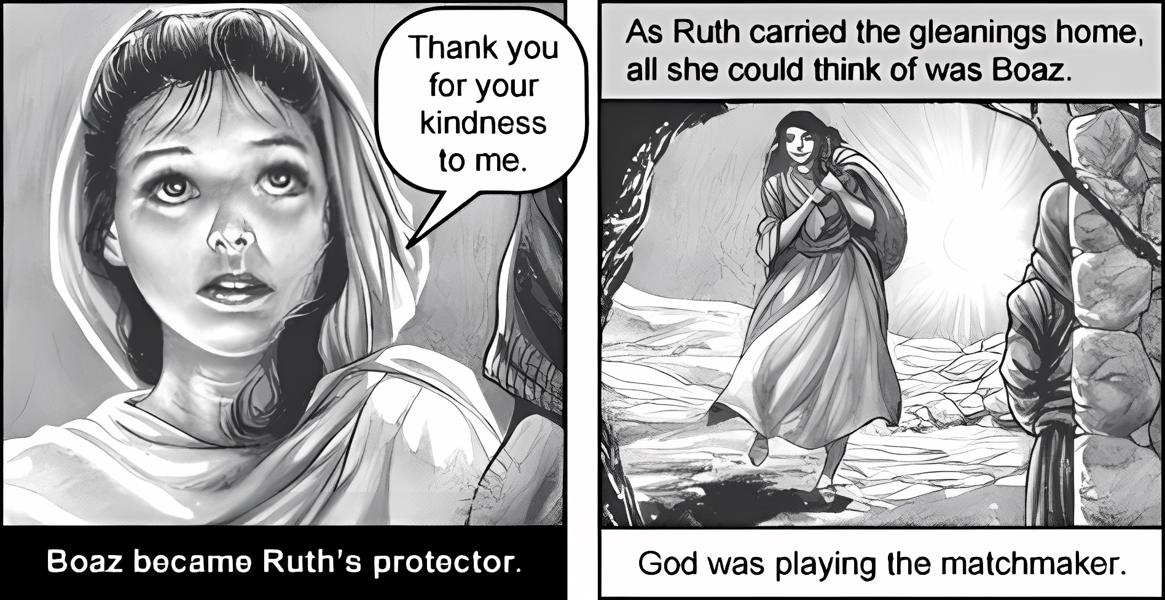 Thank you
for your
kindness
to me.
Boaz became Ruth's protector.
As Ruth carried the gleanings home,
all she could think of was Boaz.
God was playing the matchmaker.